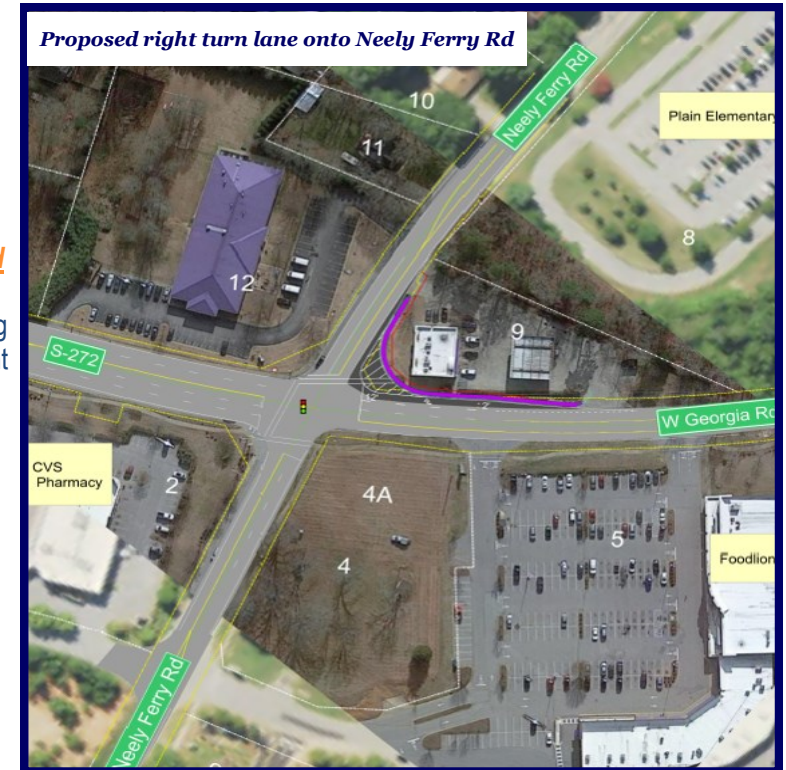 Proposed right turn lane onto Neely Ferry Rd
Neely Ferry Rd
Plain Elementary
10
11
8
12
9
S-272
W Georgia Rd
CVS
Pharmacy
2
4A
4
5
Foodlion
Neely Ferry Rd